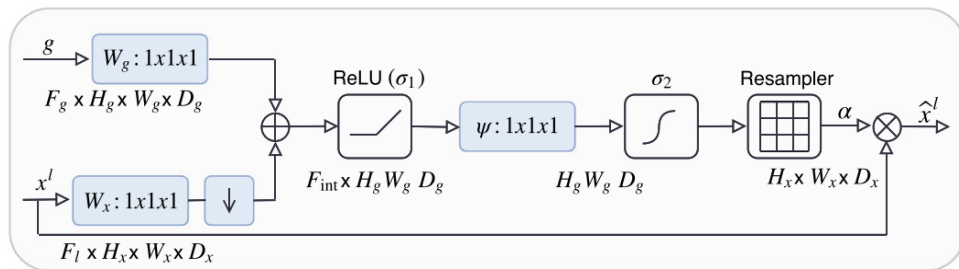 g
W_g : 1x1x1
F_g x H_g x W_g x D_g
ReLU (σ_1)
σ_2
Resampler
ψ : 1x1x1
α
x̂^l
F_int x H_g W_g D_g
H_g W_g D_g
H_x x W_x x D_x
x^l
W_x : 1x1x1
F_l x H_x x W_x x D_x